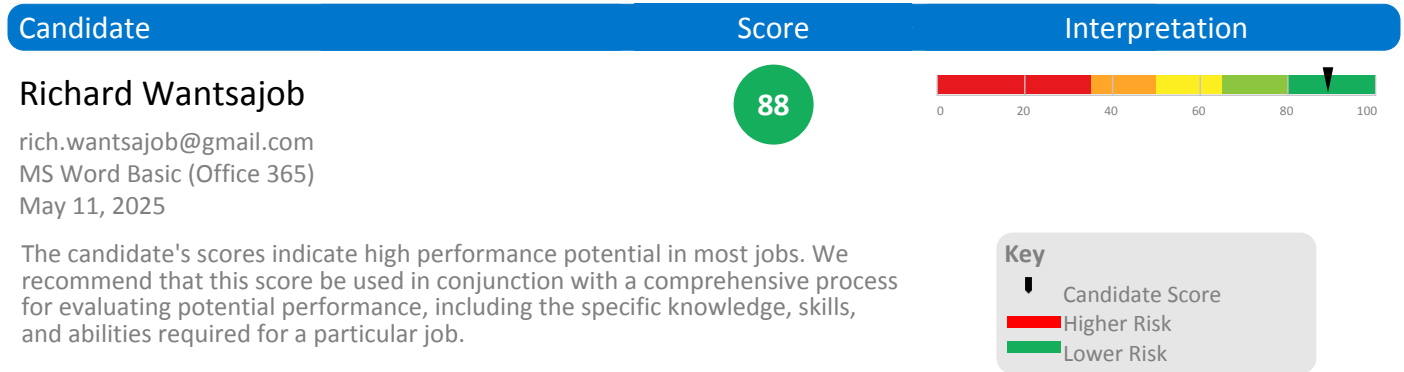 Candidate Score Interpretation
Richard Wantsajob
88
0 20 40 60 80 100
rich.wantsajob@gmail.com
MS Word Basic (Office 365)
May 11, 2025
The candidate's scores indicate high performance potential in most jobs. We
recommend that this score be used in conjunction with a comprehensive process
for evaluating potential performance, including the specific knowledge, skills,
and abilities required for a particular job.
Key
Candidate Score
Higher Risk
Lower Risk